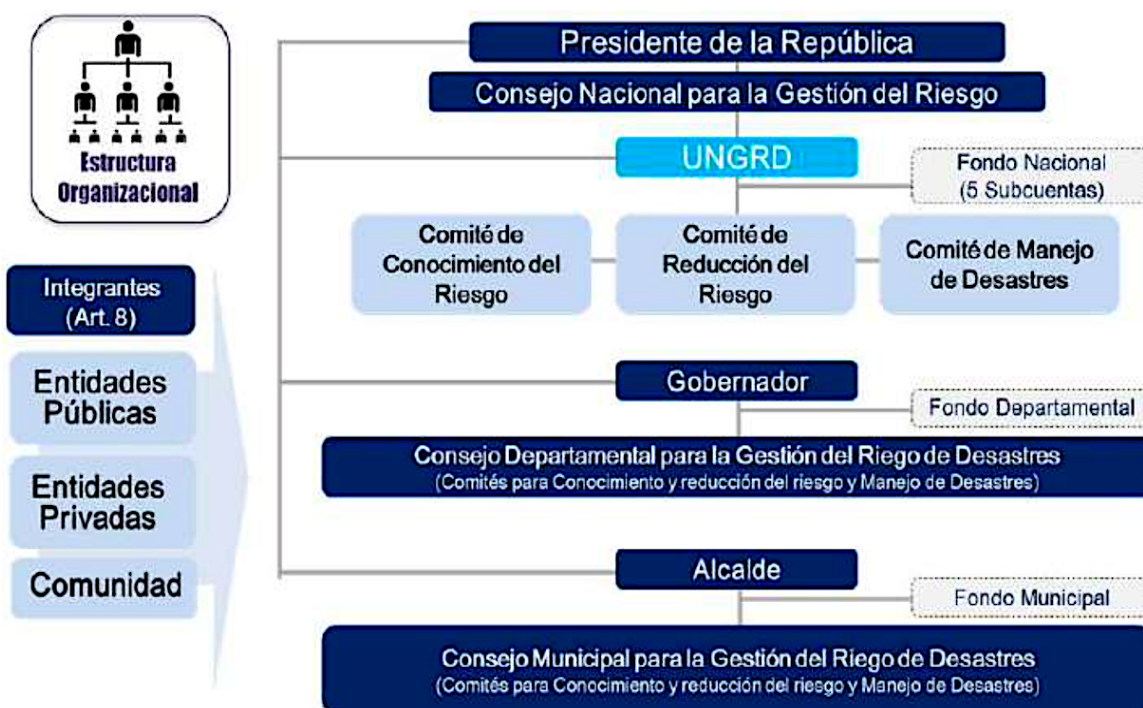 Estructura
Organizacional
Integrantes
(Art. 8)
Entidades
Públicas
Entidades
Privadas
Comunidad
Presidente de la República
Consejo Nacional para la Gestión del Riesgo
UNGRD
Fondo Nacional
(5 Subcuentas)
Comité de
Conocimiento del
Riesgo
Comité de
Reducción del
Riesgo
Comité de Manejo
de Desastres
Gobernador
Fondo Departamental
Consejo Departamental para la Gestión del Riego de Desastres
(Comités para Conocimiento y reducción del riesgo y Manejo de Desastres)
Alcalde
Fondo Municipal
Consejo Municipal para la Gestión del Riego de Desastres
(Comités para Conocimiento y reducción del riesgo y Manejo de Desastres)